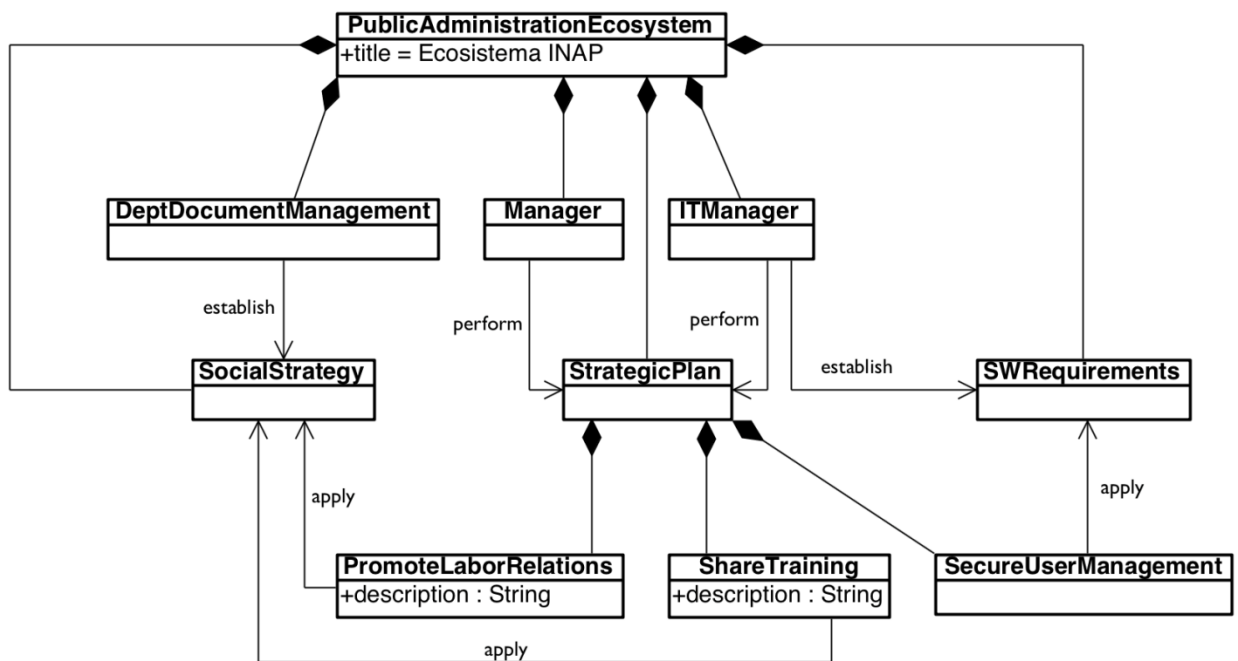 PublicAdministrationEcosystem
+title = Ecosistema INAP
DeptDocumentManagement
Manager
ITManager
establish
perform
perform
SocialStrategy
StrategicPlan
establish
SWRequirements
apply
apply
PromoteLaborRelations
+description : String
ShareTraining
+description : String
SecureUserManagement
apply